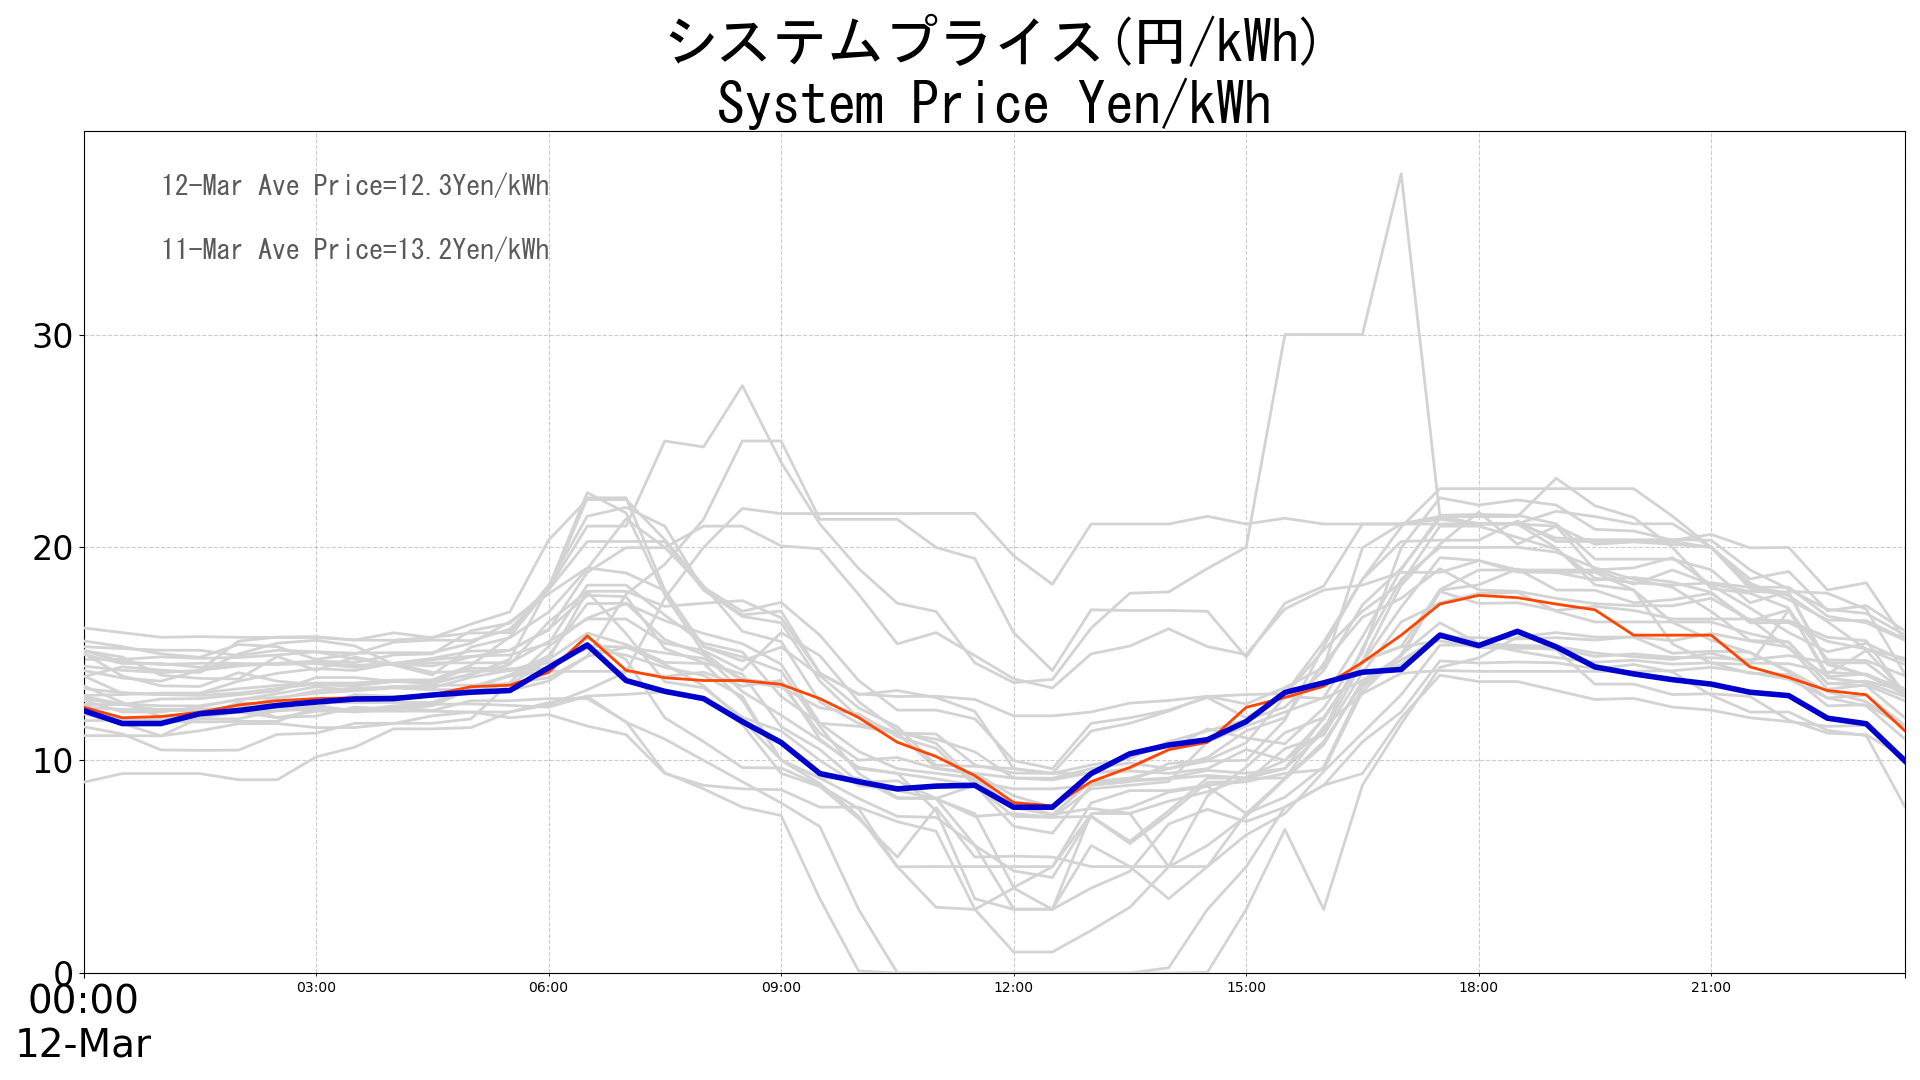 システムプライス(円/kWh)
System Price Yen/kWh
12-Mar Ave Price=12.3Yen/kWh
11-Mar Ave Price=13.2Yen/kWh
30
20
10
0
00:00 03:00 06:00 09:00 12:00 15:00 18:00 21:00
12-Mar